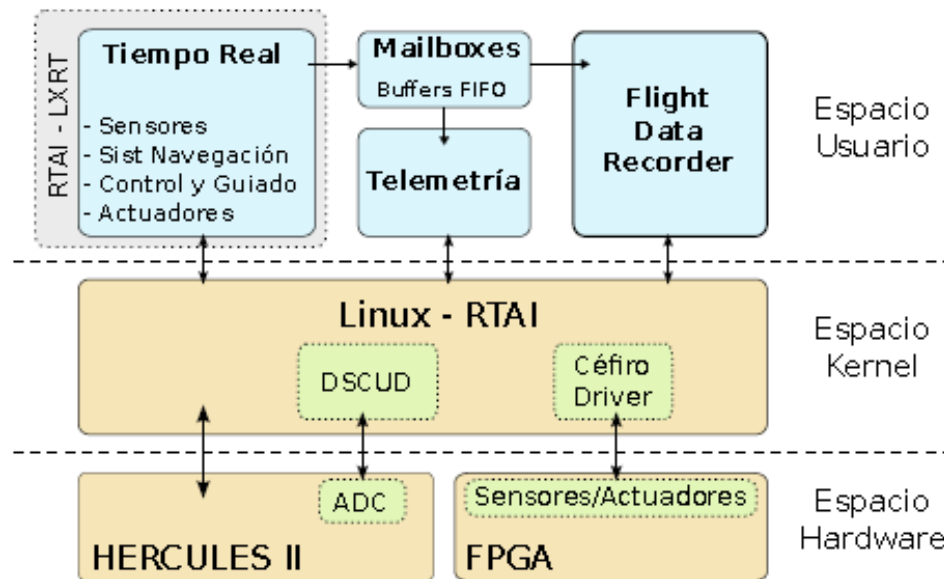 RTAI - LXRT
Tiempo Real
- Sensores
- Sist Navegación
- Control y Guiado
- Actuadores
Mailboxes
Buffers FIFO
Telemetría
Flight
Data
Recorder
Espacio
Usuario
Linux - RTAI
DSCUD
Céfiro
Driver
Espacio
Kernel
ADC
HERCULES II
Sensores/Actuadores
FPGA
Espacio
Hardware